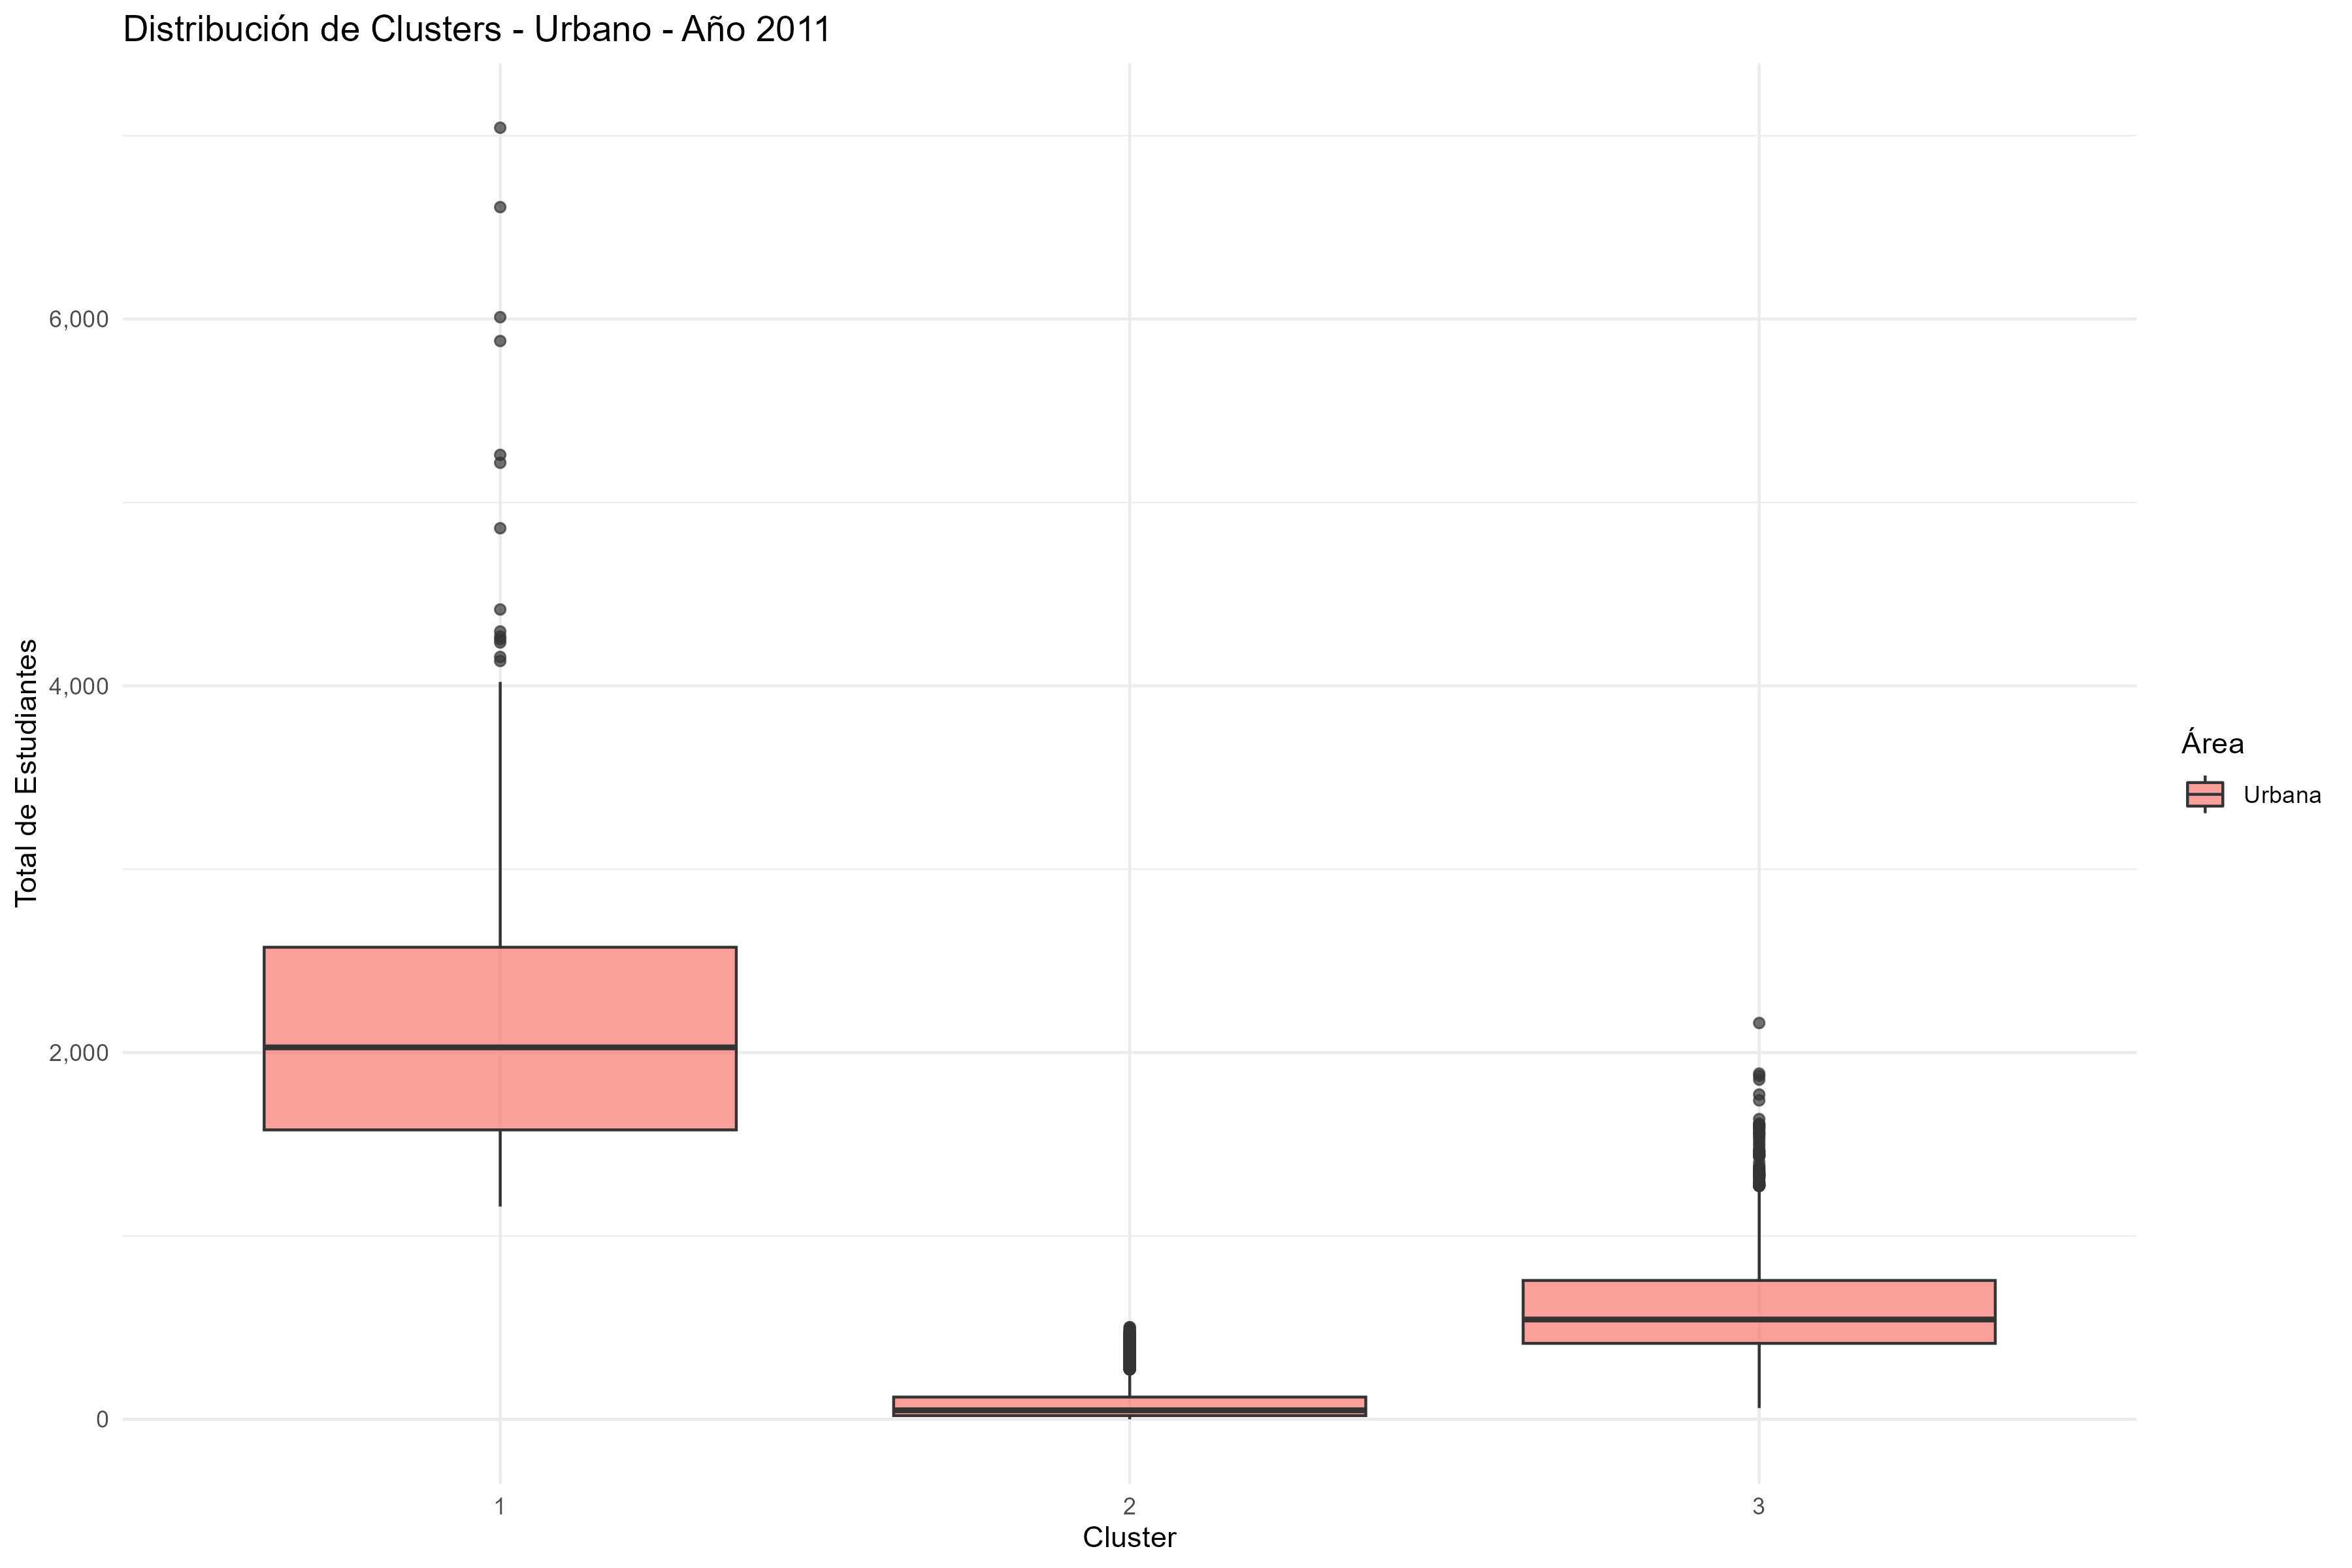 Distribución de Clusters - Urbano - Año 2011
Total de Estudiantes
6,000
4,000
2,000
0
1
2
3
Cluster
Área
Urbana